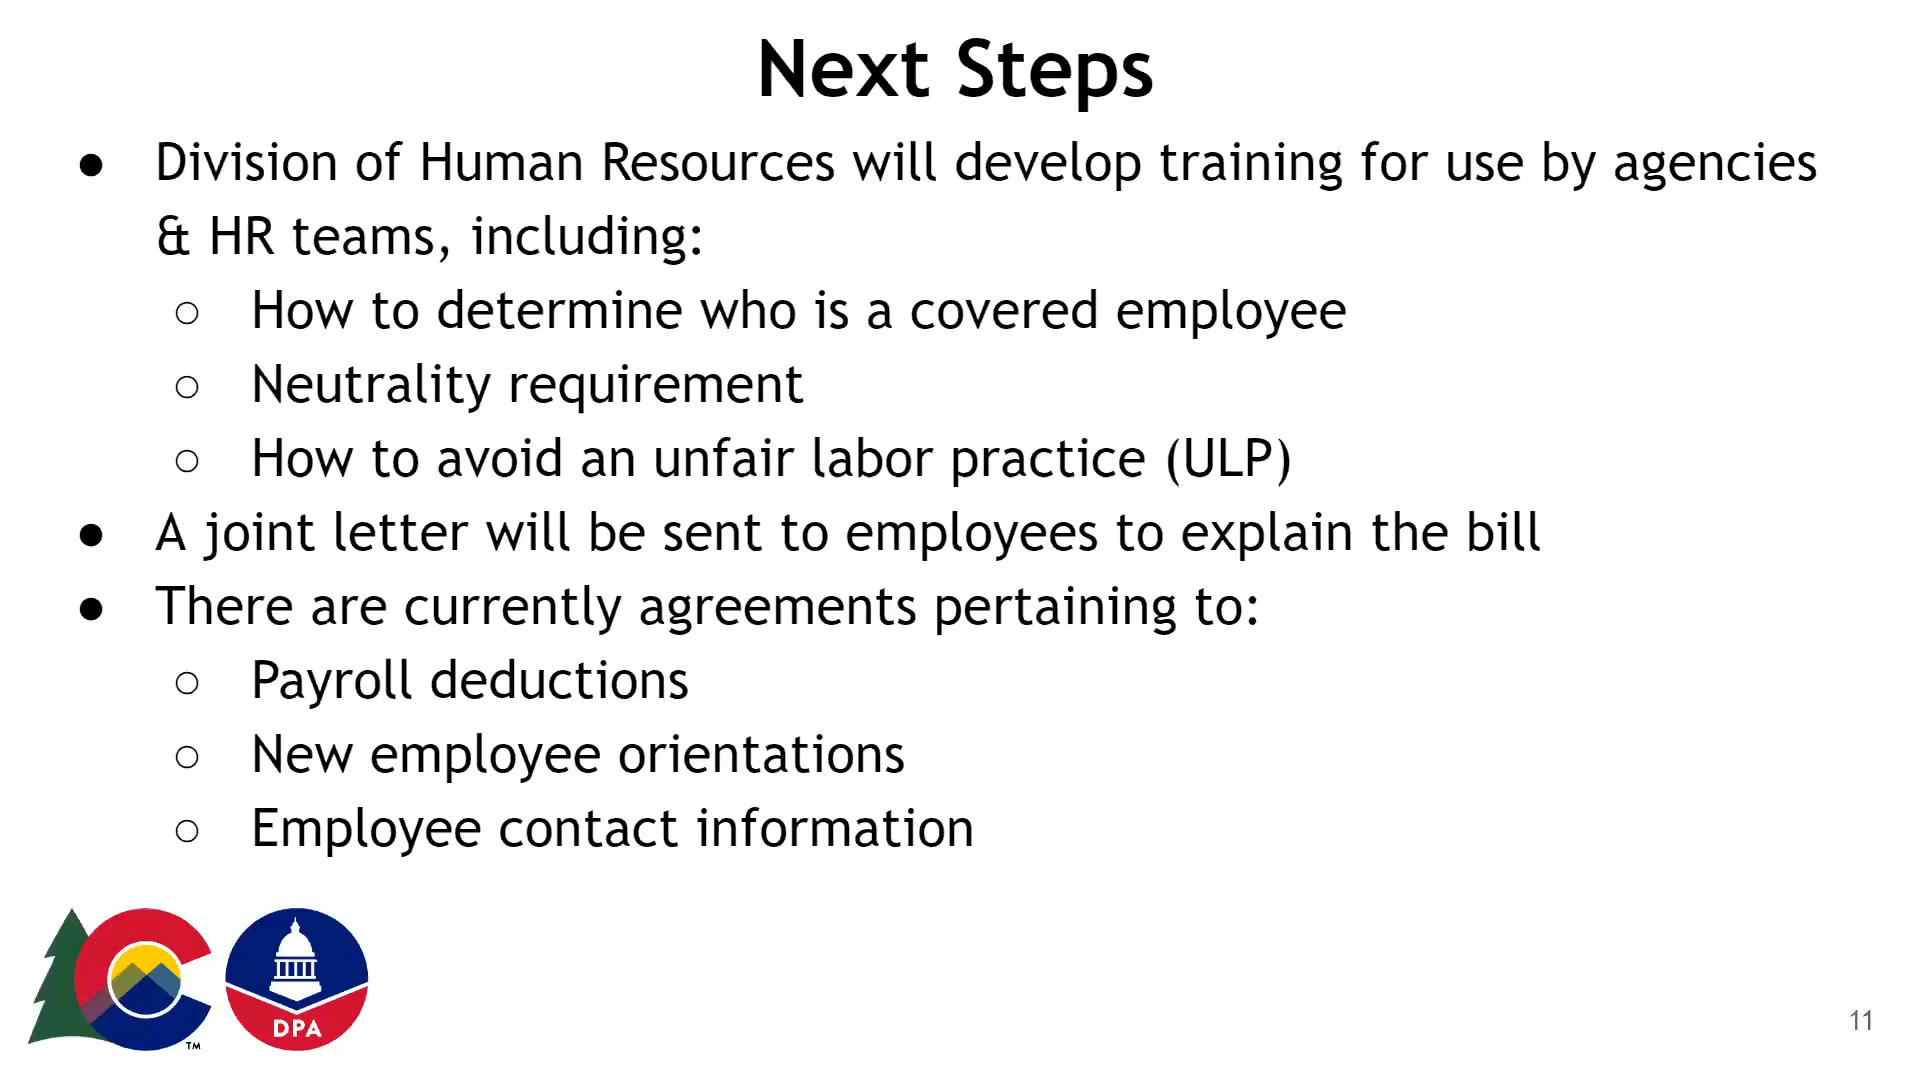 Next Steps
● Division of Human Resources will develop training for use by agencies
& HR teams, including:
○ How to determine who is a covered employee
○ Neutrality requirement
○ How to avoid an unfair labor practice (ULP)
● A joint letter will be sent to employees to explain the bill
● There are currently agreements pertaining to:
○ Payroll deductions
○ New employee orientations
○ Employee contact information
TM
DPA
11